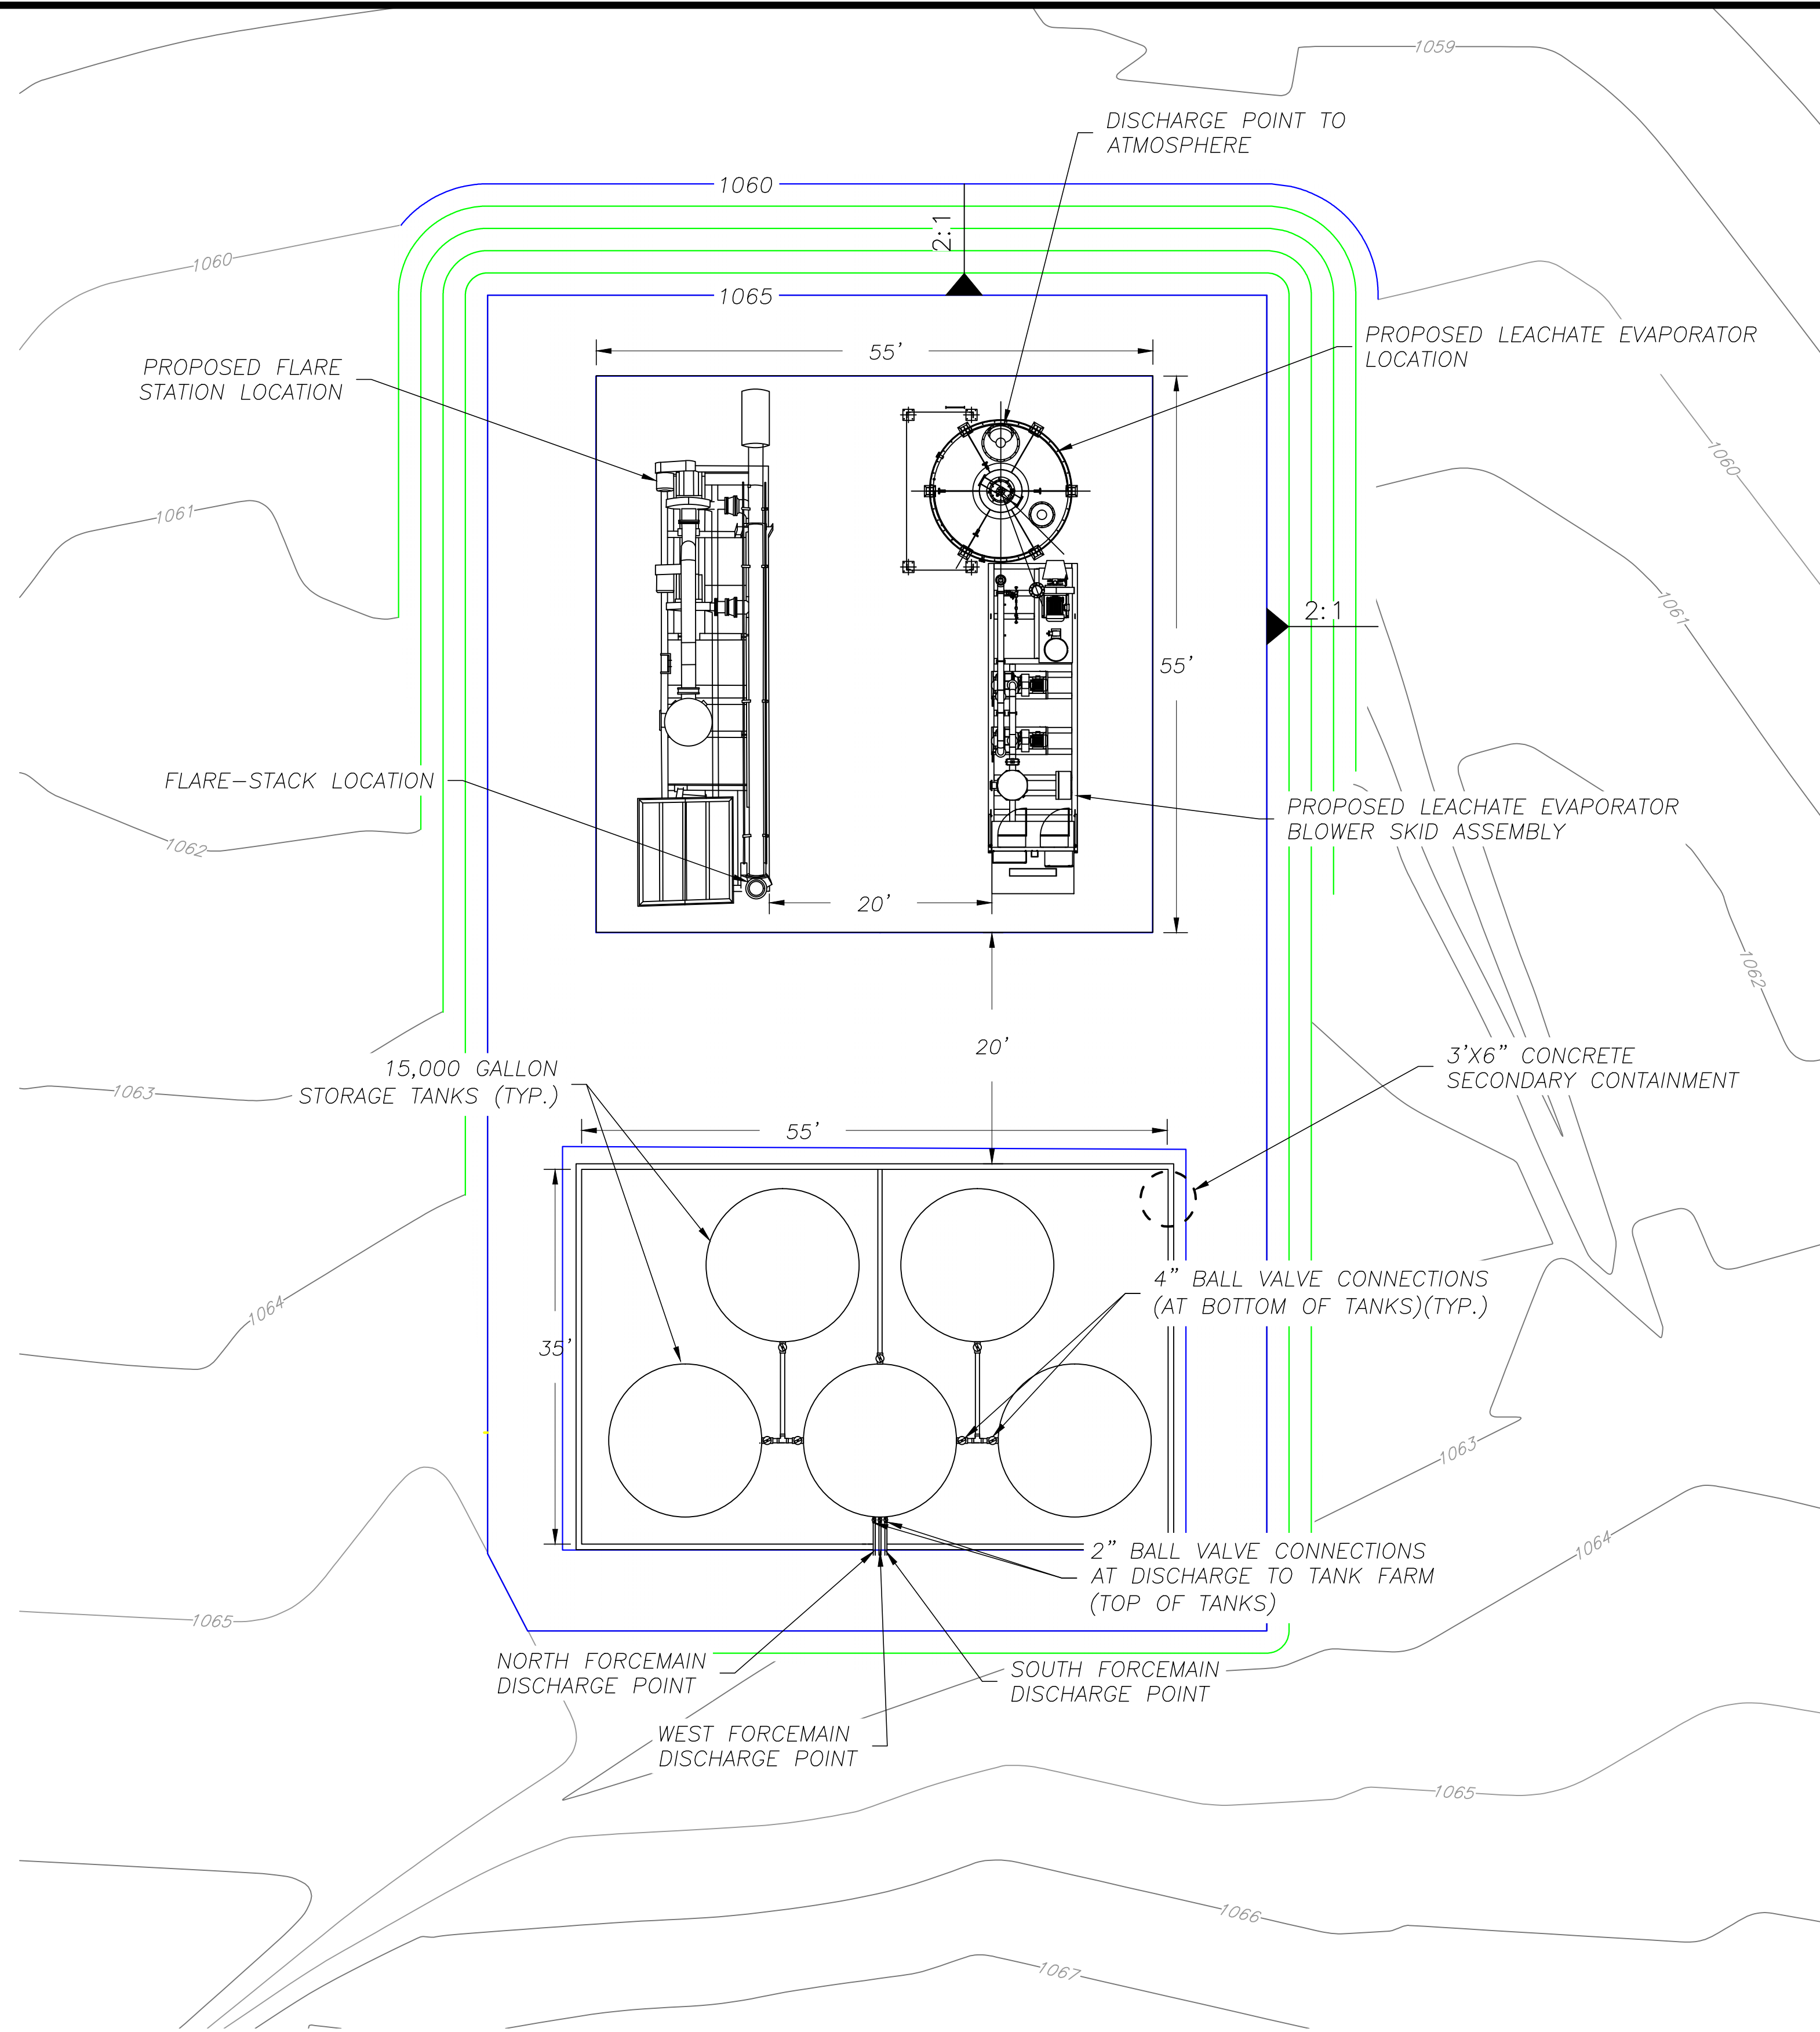 1059
DISCHARGE POINT TO
ATMOSPHERE
1060
2:1
1060
1065
PROPOSED LEACHATE EVAPORATOR
LOCATION
55'
PROPOSED FLARE
STATION LOCATION
1060
1061
1061
2:1
55'
FLARE-STACK LOCATION
PROPOSED LEACHATE EVAPORATOR
BLOWER SKID ASSEMBLY
1062
20'
1062
20'
3'X6" CONCRETE
SECONDARY CONTAINMENT
15,000 GALLON
STORAGE TANKS (TYP.)
1063
55'
4" BALL VALVE CONNECTIONS
(AT BOTTOM OF TANKS)(TYP.)
1064
35'
1063
2" BALL VALVE CONNECTIONS
AT DISCHARGE TO TANK FARM
(TOP OF TANKS)
1064
1065
NORTH FORCEMAIN
DISCHARGE POINT
SOUTH FORCEMAIN
DISCHARGE POINT
WEST FORCEMAIN
DISCHARGE POINT
1065
1066
1067